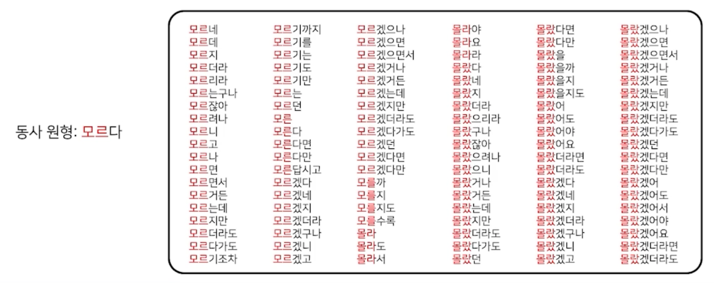 동사 원형: 모르다
모르네 모르기까지 모르겠으나 몰라야 몰랐다면 몰랐겠으나
모르데 모르기를 모르겠으면 몰라요 몰랐다만 몰랐겠으면
모르지 모르기는 모르겠으면서 몰라라 몰랐을 몰랐겠으면서
모르더라 모르기도 모르겠거나 몰랐다 몰랐을까 몰랐겠거나
모르리라 모르기만 모르겠거든 몰랐네 몰랐을지 몰랐겠거든
모르는구나 모르는 모르겠는데 몰랐지 몰랐을지도 몰랐겠는데
모르잖아 모르던 모르겠지만 몰랐더라 몰랐어 몰랐겠지만
모르려나 모른 모르겠더라도 몰랐으리라 몰랐어도 몰랐겠더라도
모르니 모른다 모르겠다가도 몰랐구나 몰랐어야 몰랐겠다가도
모르고 모른다면 모르겠던 몰랐잖아 몰랐어요 몰랐겠던
모르나 모른다만 모르겠다면 몰랐으려나 몰랐더라면 몰랐겠다면
모르면 모른답시고 모르겠다만 몰랐으니 몰랐더라도 몰랐겠다만
모르면서 모르겠다 모를까 몰랐거나 몰랐겠다 몰랐겠어
모르거든 모르겠네 모를지 몰랐거든 몰랐겠네 몰랐겠어도
모르는데 모르겠지 모를지도 몰랐는데 몰랐겠지 몰랐겠어서
모르지만 모르겠더라 모를수록 몰랐지만 몰랐겠더라 몰랐겠어야
모르더라도 모르겠구나 몰라 몰랐더라도 몰랐겠구나 몰랐겠어요
모르다가도 모르겠니 몰라도 몰랐다가도 몰랐겠니 몰랐겠더라면
모르기조차 모르겠고 몰라서 몰랐던 몰랐겠고 몰랐겠더라도